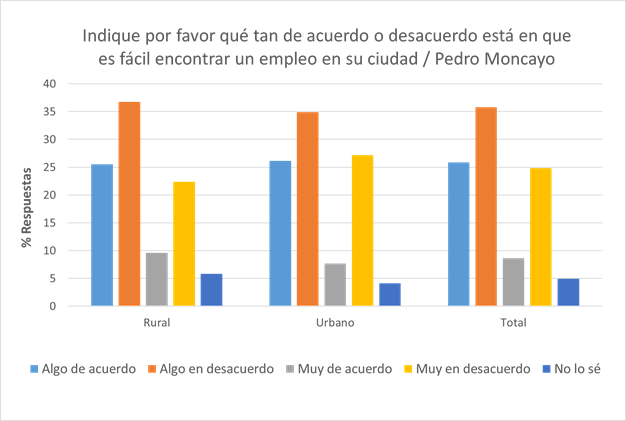 Indique por favor qué tan de acuerdo o desacuerdo está en que
es fácil encontrar un empleo en su ciudad / Pedro Moncayo
% Respuestas
40
35
30
25
20
15
10
5
0
Rural Urbano Total
Algo de acuerdo Algo en desacuerdo Muy de acuerdo Muy en desacuerdo No lo sé